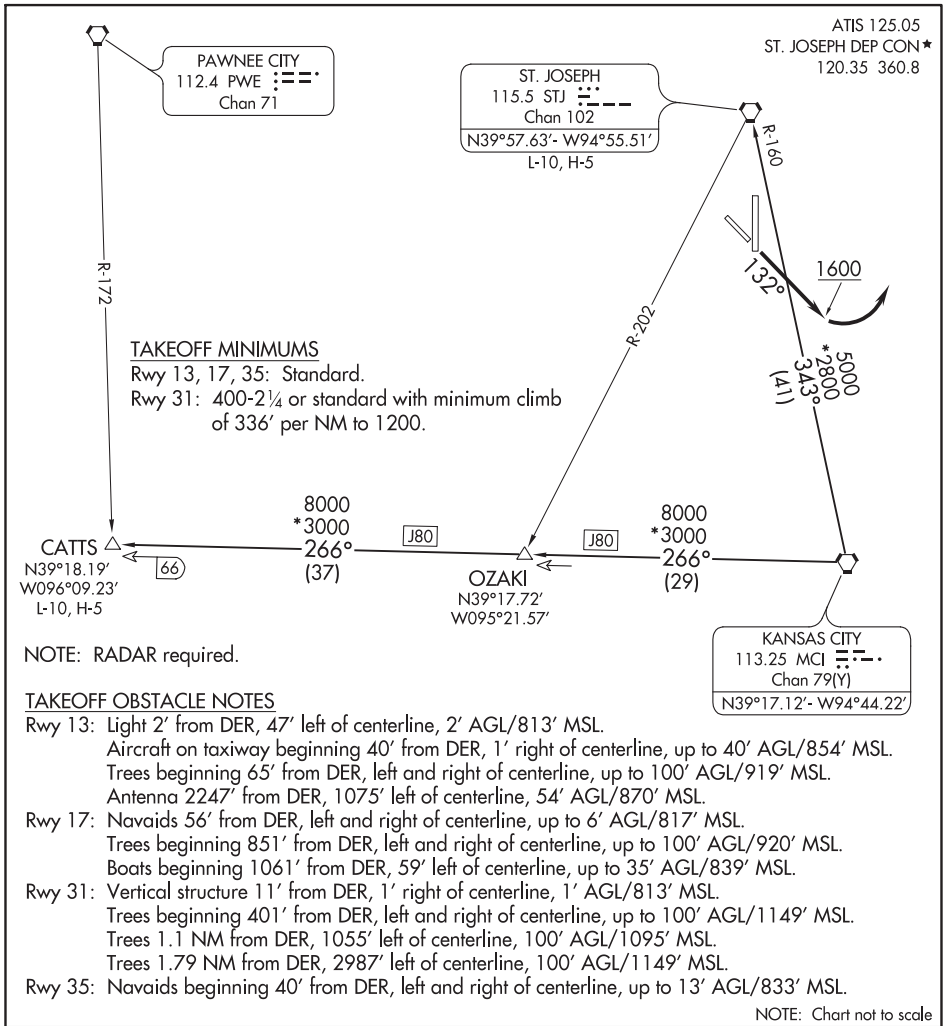 ATIS 125.05
ST. JOSEPH DEP CON★
120.35 360.8
PAWNEE CITY
112.4 PWE
Chan 71
ST. JOSEPH
115.5 STJ
Chan 102
N39°57.63′- W94°55.51′
L-10, H-5
R-160
132°
1600
R-172
R-202
5000
*2800
343°
(41)
TAKEOFF MINIMUMS
Rwy 13, 17, 35: Standard.
Rwy 31: 400-2¼ or standard with minimum climb
of 336′ per NM to 1200.
8000
*3000
266°
(37)
J80
J80
8000
*3000
266°
(29)
CATTS
N39°18.19′
W096°09.23′
L-10, H-5
66
OZAKI
N39°17.72′
W095°21.57′
KANSAS CITY
113.25 MCI
Chan 79(Y)
N39°17.12′- W94°44.22′
NOTE: RADAR required.
TAKEOFF OBSTACLE NOTES
Rwy 13: Light 2′ from DER, 47′ left of centerline, 2′ AGL/813′ MSL.
Aircraft on taxiway beginning 40′ from DER, 1′ right of centerline, up to 40′ AGL/854′ MSL.
Trees beginning 65′ from DER, left and right of centerline, up to 100′ AGL/919′ MSL.
Antenna 2247′ from DER, 1075′ left of centerline, 54′ AGL/870′ MSL.
Rwy 17: Navaids 56′ from DER, left and right of centerline, up to 6′ AGL/817′ MSL.
Trees beginning 851′ from DER, left and right of centerline, up to 100′ AGL/920′ MSL.
Boats beginning 1061′ from DER, 59′ left of centerline, up to 35′ AGL/839′ MSL.
Rwy 31: Vertical structure 11′ from DER, 1′ right of centerline, 1′ AGL/813′ MSL.
Trees beginning 401′ from DER, left and right of centerline, up to 100′ AGL/1149′ MSL.
Trees 1.1 NM from DER, 1055′ left of centerline, 100′ AGL/1095′ MSL.
Trees 1.79 NM from DER, 2987′ left of centerline, 100′ AGL/1149′ MSL.
Rwy 35: Navaids beginning 40′ from DER, left and right of centerline, up to 13′ AGL/833′ MSL.
NOTE: Chart not to scale